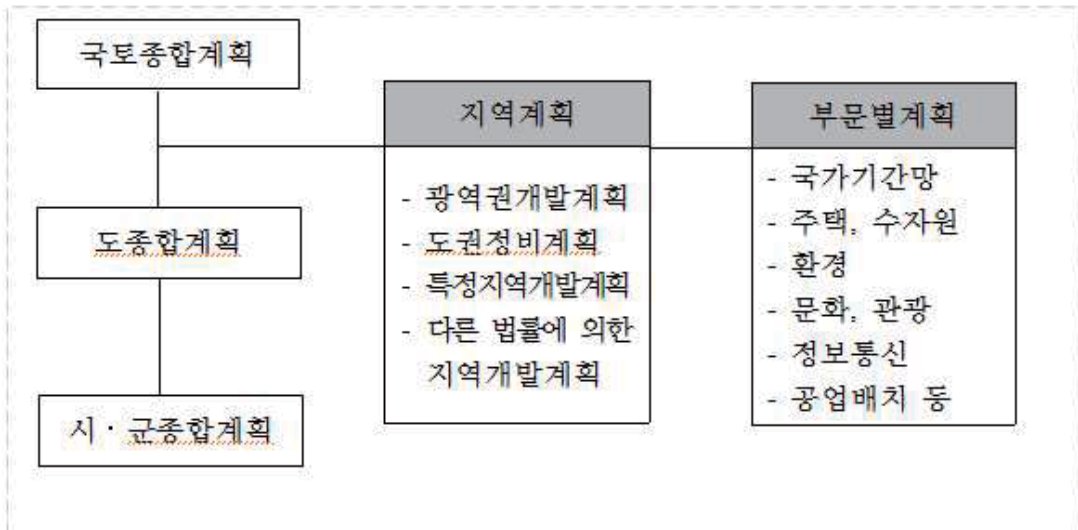 국토종합계획
도종합계획
시·군종합계획
지역계획
- 광역권개발계획
- 도권정비계획
- 특정지역개발계획
- 다른 법률에 의한
지역개발계획
부문별계획
- 국가기간망
- 주택, 수자원
- 환경
- 문화, 관광
- 정보통신
- 공업배치 등